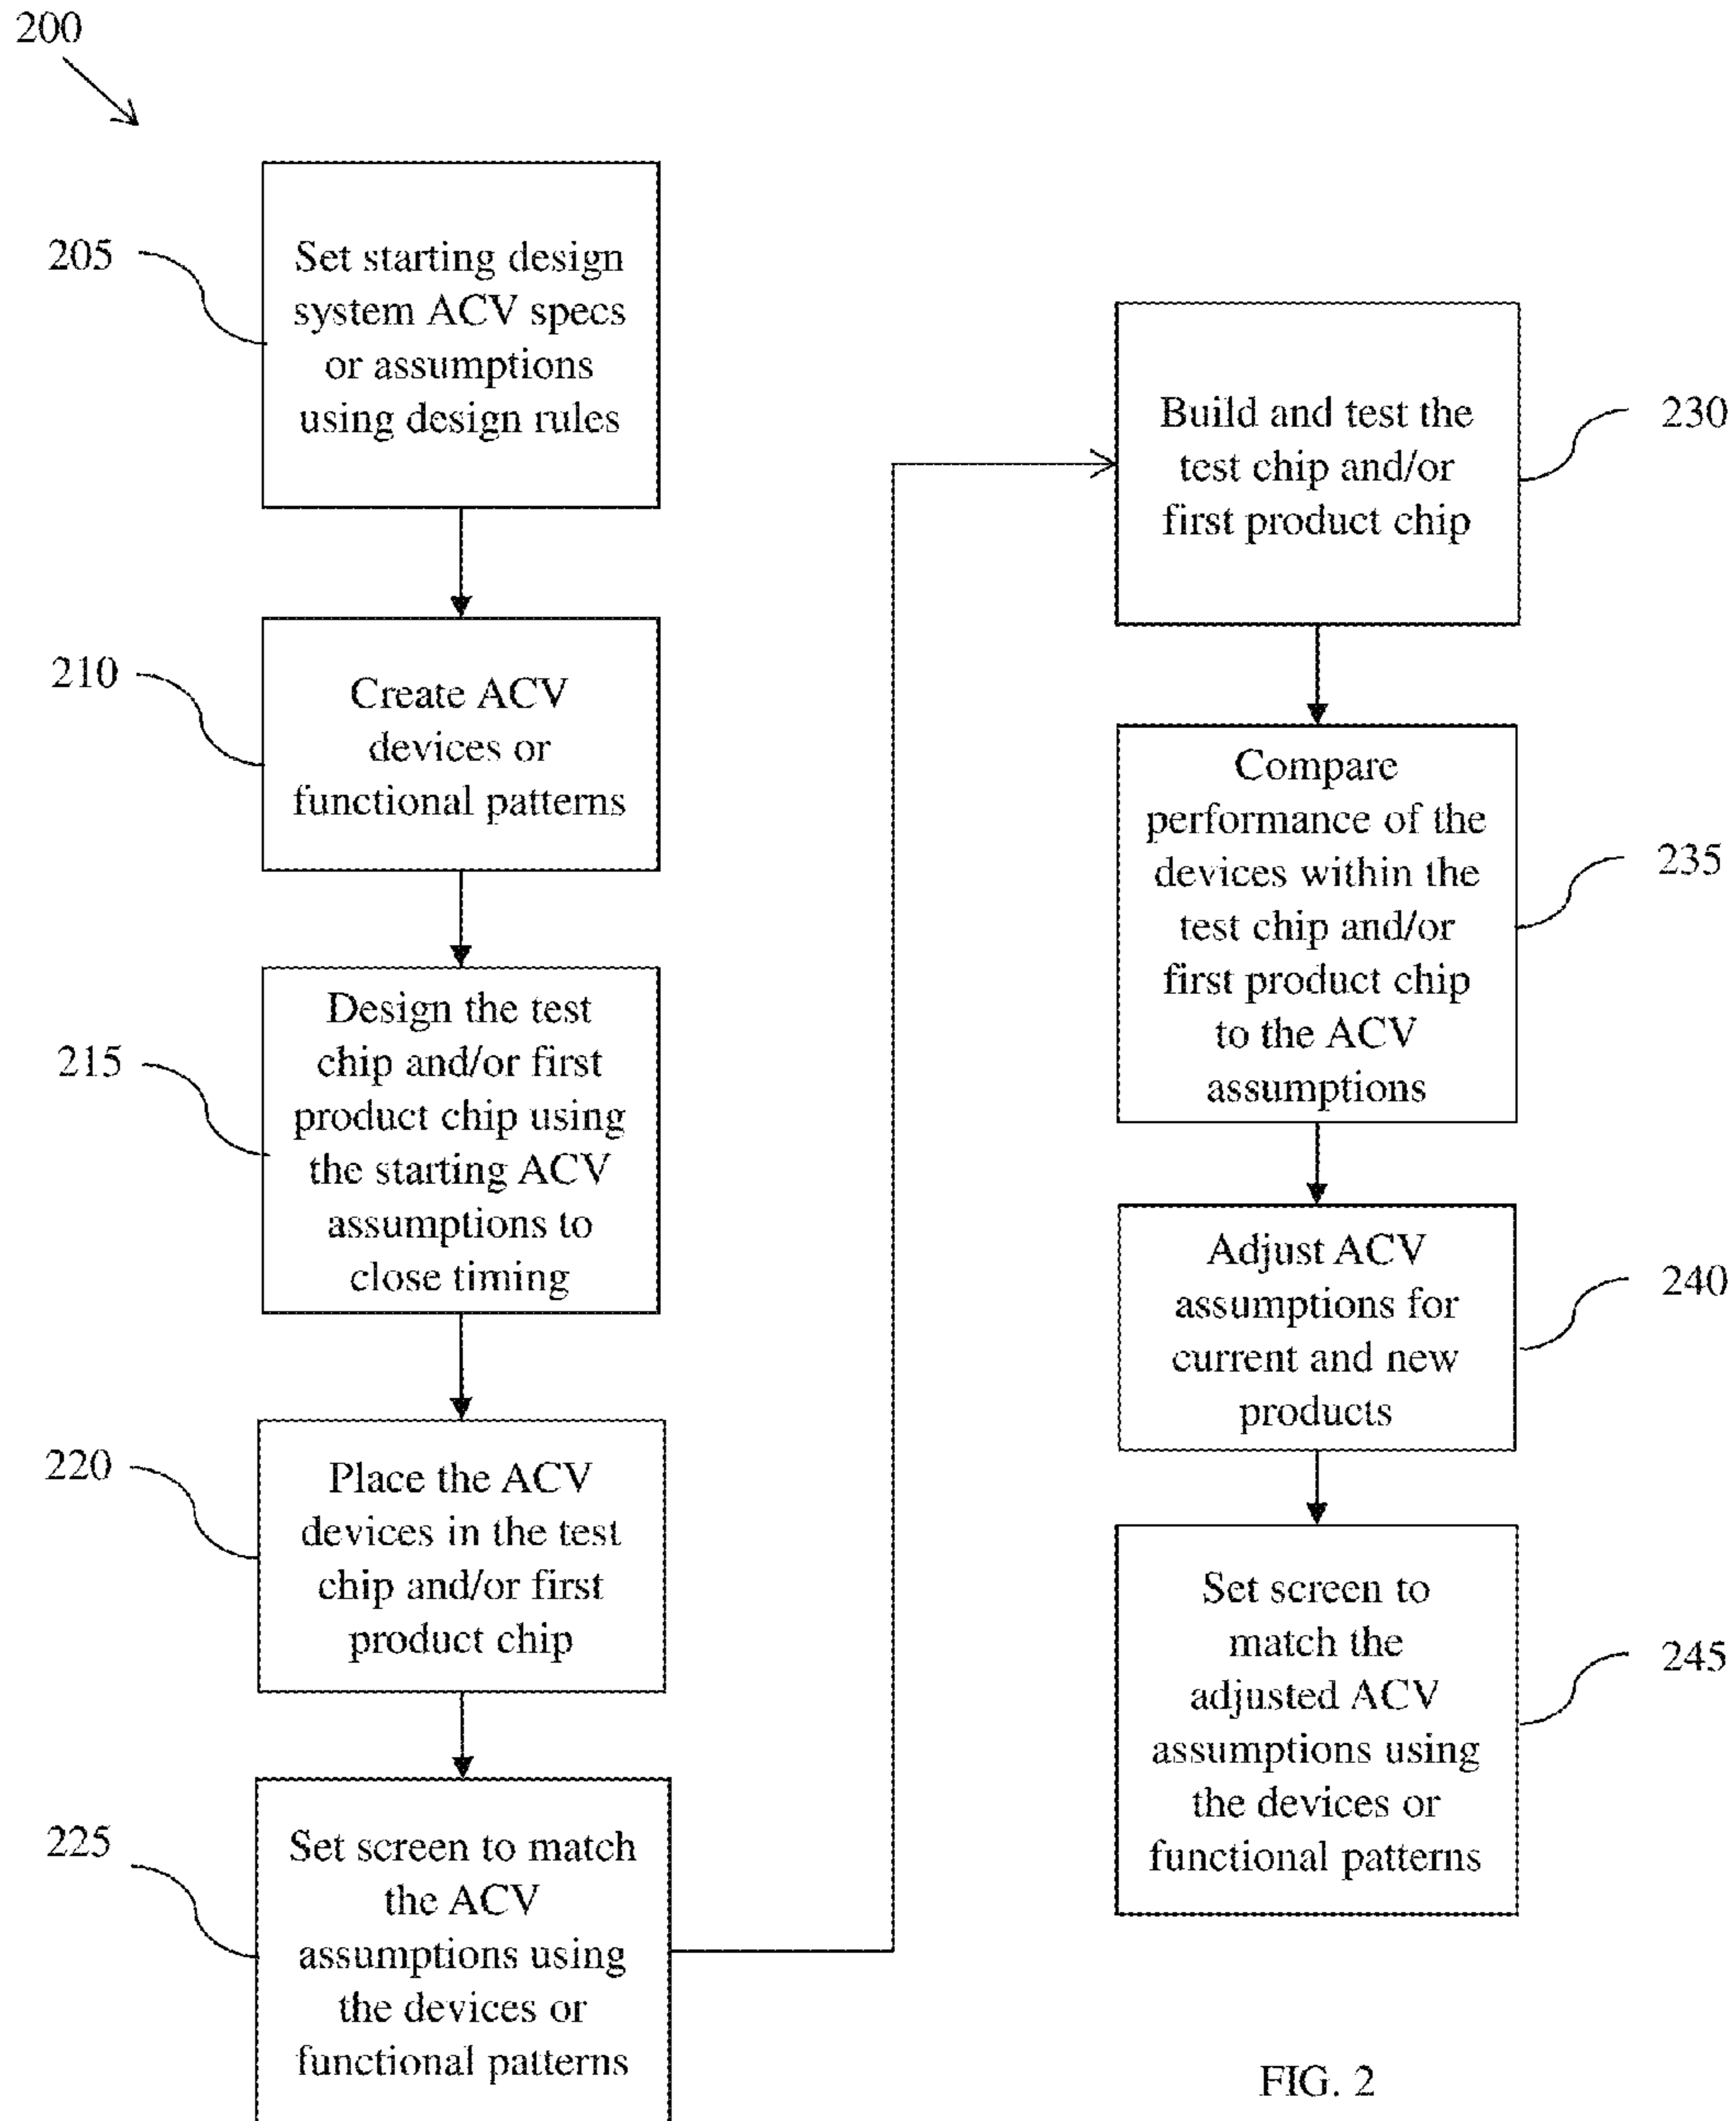 200
205
Set starting design
system ACV specs
or assumptions
using design rules
210
Create ACV
devices or
functional patterns
215
Design the test
chip and/or first
product chip using
the starting ACV
assumptions to
close timing
220
Place the ACV
devices in the test
chip and/or first
product chip
225
Set screen to match
the ACV
assumptions using
the devices or
functional patterns
230
Build and test the
test chip and/or
first product chip
235
Compare
performance of the
devices within the
test chip and/or
first product chip
to the ACV
assumptions
240
Adjust ACV
assumptions for
current and new
products
245
Set screen to
match the
adjusted ACV
assumptions using
the devices or
functional patterns
FIG. 2